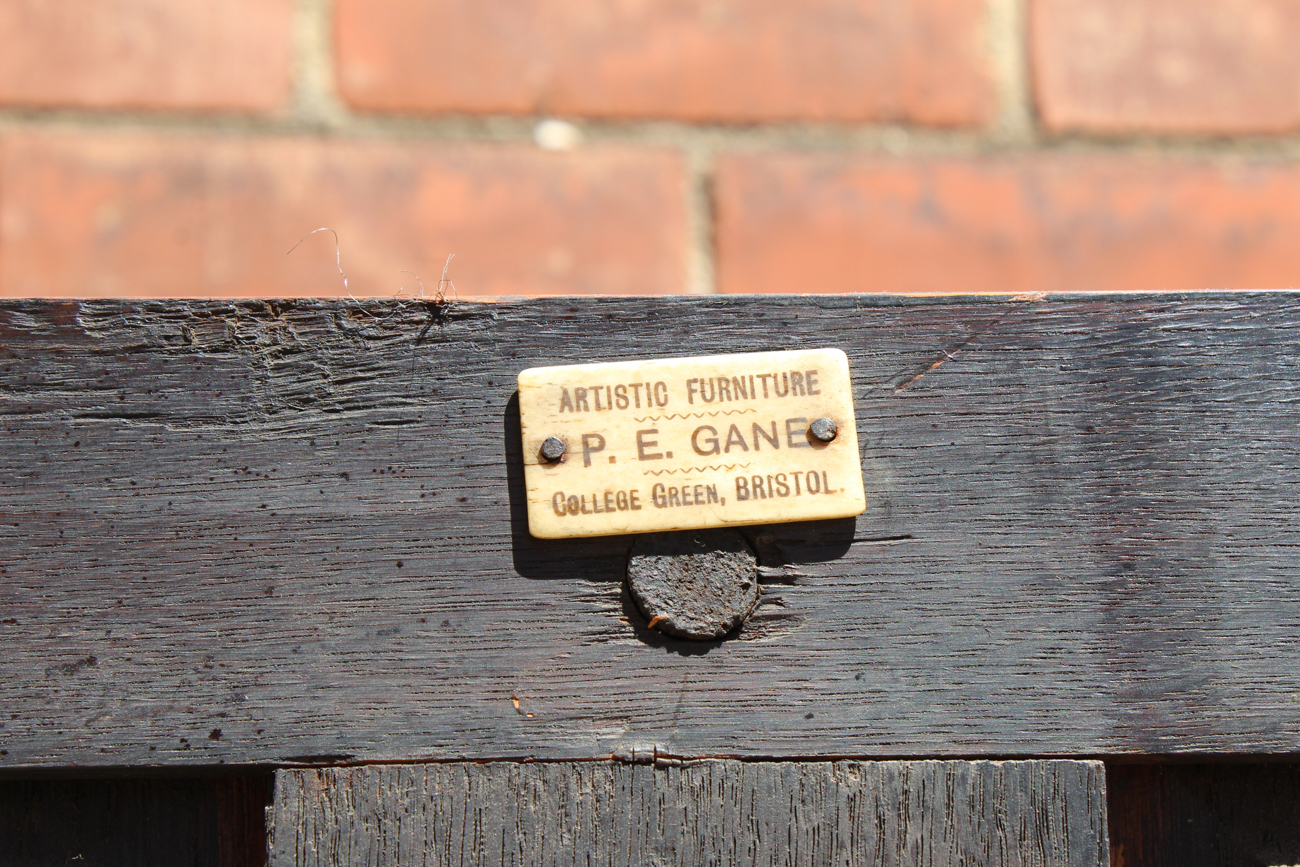 ARTISTIC FURNITURE
P. E. GANE
COLLEGE GREEN, BRISTOL.